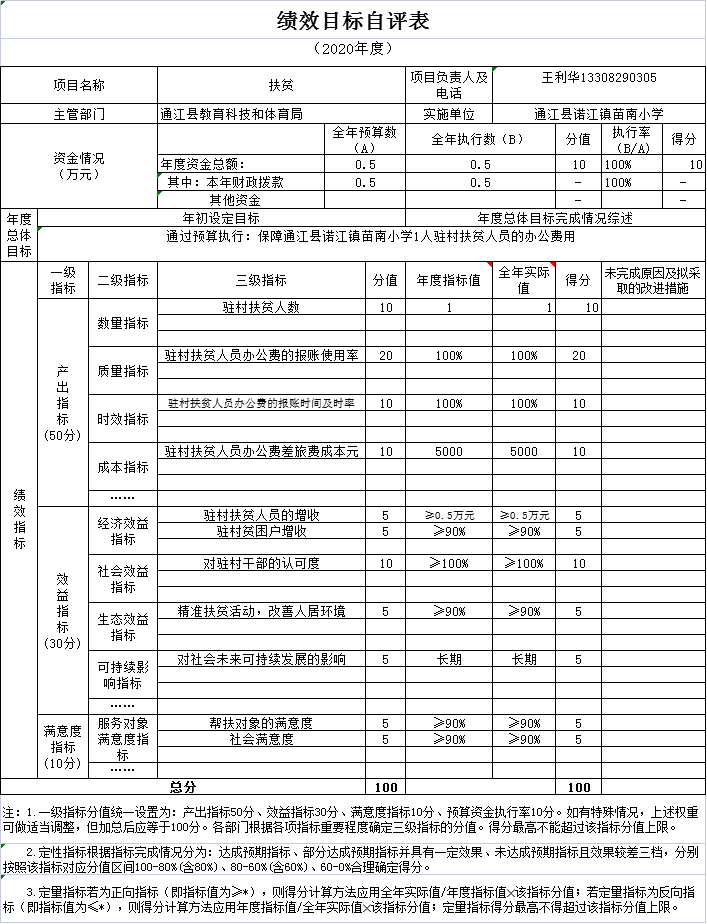 绩效目标自评表
（2020年度）
项目名称 扶贫 项目负责人及电话 王利华13308290305
主管部门 通江县教育科技和体育局 实施单位 通江县诺江镇苗南小学
资金情况（万元） 全年预算数（A） 全年执行数（B） 分值 执行率（B/A) 得分
年度资金总额： 0.5 0.5 10 100% 10
其中：本年财政拨款 0.5 0.5 - 100% -
其他资金 - -
年度总体目标 年初设定目标 年度总体目标完成情况综述
通过预算执行：保障通江县诺江镇苗南小学1人驻村扶贫人员的办公费用
绩效指标 一级指标 二级指标 三级指标 分值 年度指标值 全年实际值 得分 未完成原因及拟采取的改进措施
产出指标(50分) 数量指标 驻村扶贫人数 10 1 1 10
质量指标 驻村扶贫人员办公费的报账使用率 20 100% 100% 20
时效指标 驻村扶贫人员办公费的报账时间及时率 10 100% 100% 10
成本指标 驻村扶贫人员办公费差旅费成本元 10 5000 5000 10
……
效益指标(30分) 经济效益指标 驻村扶贫人员的增收 5 ≥0.5万元 ≥0.5万元 5
驻村贫困户增收 5 ≥90% ≥90% 5
社会效益指标 对驻村干部的认可度 10 ≥100% ≥100% 10
生态效益指标 精准扶贫活动，改善人居环境 5 ≥90% ≥90% 5
可持续影响指标 对社会未来可持续发展的影响 5 长期 长期 5
……
满意度指标(10分) 服务对象满意度指标 帮扶对象的满意度 5 ≥90% ≥90% 5
社会满意度 5 ≥90% ≥90% 5
……
总分 100 100
注：1.一级指标分值统一设置为：产出指标50分、效益指标30分、满意度指标10分、预算资金执行率10分。如有特殊情况，上述权重
可做适当调整，但加总后应等于100分。各部门根据各项指标重要程度确定三级指标的分值。得分最高不能超过该指标分值上限。
2.定性指标根据指标完成情况分为：达成预期指标、部分达成预期指标并具有一定效果、未达成预期指标且效果较差三档，分别
按照该指标对应分值区间100-80%(含80%)、80-60%(含60%)、60-0%合理确定得分。
3.定量指标若为正向指标（即指标值为≥*），则得分计算方法应用全年实际值/年度指标值×该指标分值；若定量指标为反向指
标（即指标值为≤*），则得分计算方法应用年度指标值/全年实际值×该指标分值；定量指标得分最高不得超过该指标分值上限。